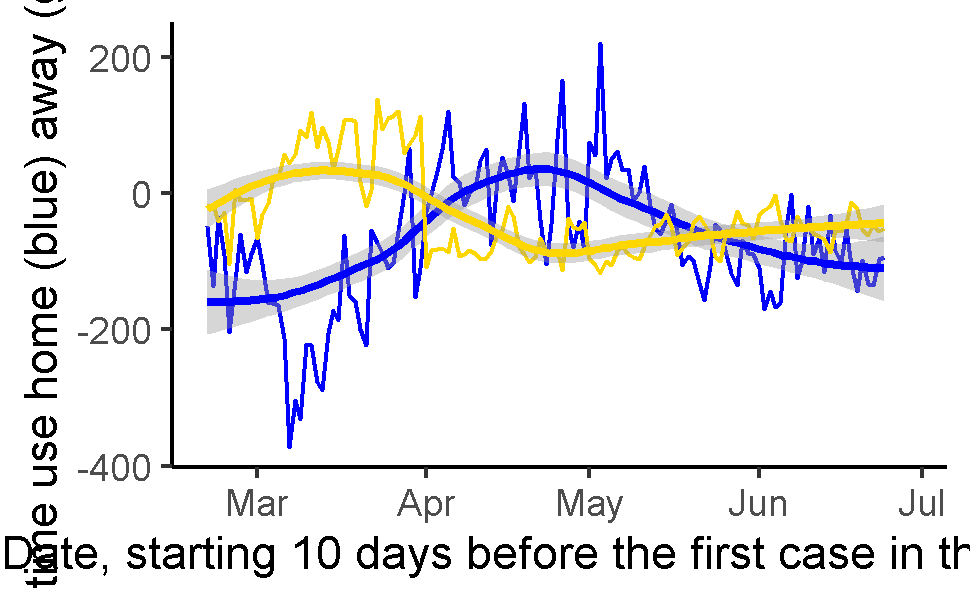 time use home (blue) away (
200
0
-200
-400
Mar Apr May Jun Jul
Date, starting 10 days before the first case in th